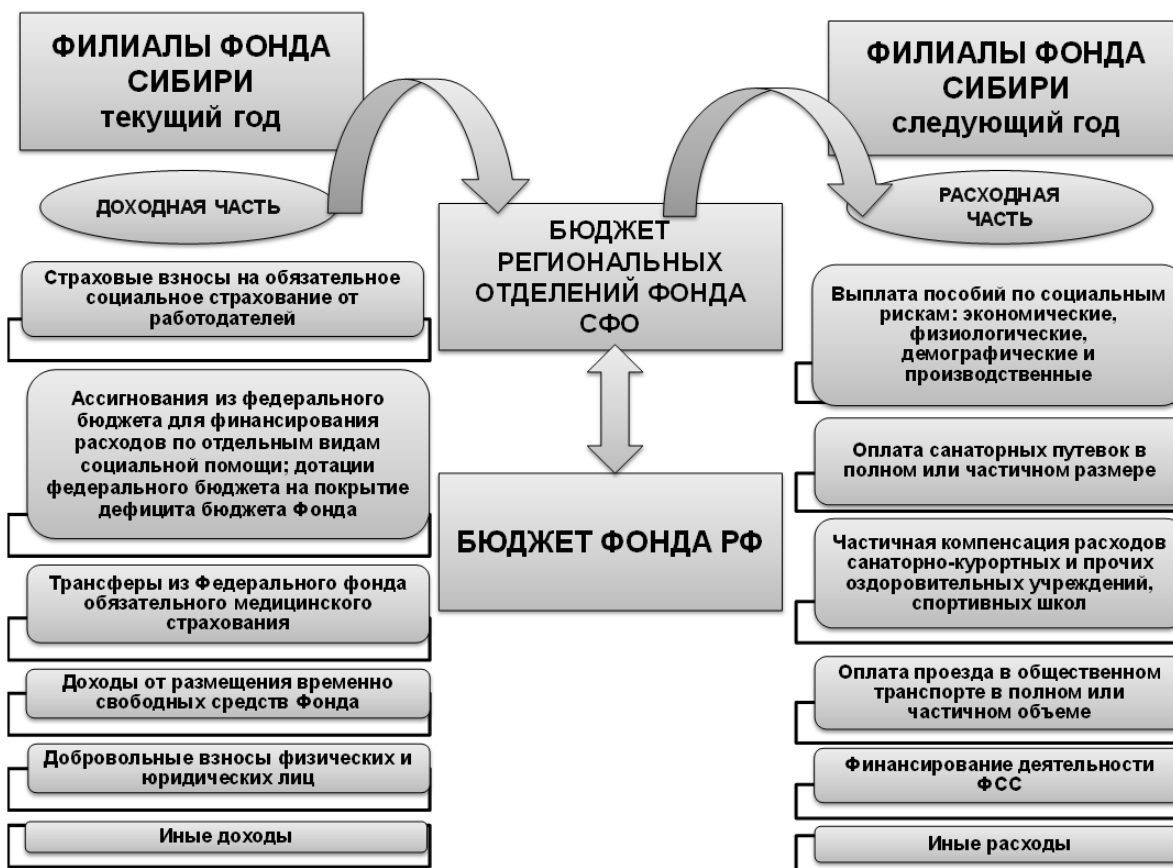 ФИЛИАЛЫ ФОНДА
СИБИРИ
текущий год
ДОХОДНАЯ ЧАСТЬ
Страховые взносы на обязательное
социальное страхование от
работодателей
Ассигнования из федерального
бюджета для финансирования
расходов по отдельным видам
социальной помощи; дотации
федерального бюджета на покрытие
дефицита бюджета Фонда
Трансферы из Федерального фонда
обязательного медицинского
страхования
Доходы от размещения временно
свободных средств Фонда
Добровольные взносы физических и
юридических лиц
Иные доходы
БЮДЖЕТ
РЕГИОНАЛЬНЫХ
ОТДЕЛЕНИЙ ФОНДА
СФО
БЮДЖЕТ ФОНДА РФ
ФИЛИАЛЫ ФОНДА
СИБИРИ
следующий год
РАСХОДНАЯ
ЧАСТЬ
Выплата пособий по социальным
рискам: экономические,
физиологические,
демографические и
производственные
Оплата санаторных путевок в
полном или частичном размере
Частичная компенсация расходов
санаторно-курортных и прочих
оздоровительных учреждений,
спортивных школ
Оплата проезда в общественном
транспорте в полном или
частичном объеме
Финансирование деятельности
ФСС
Иные расходы